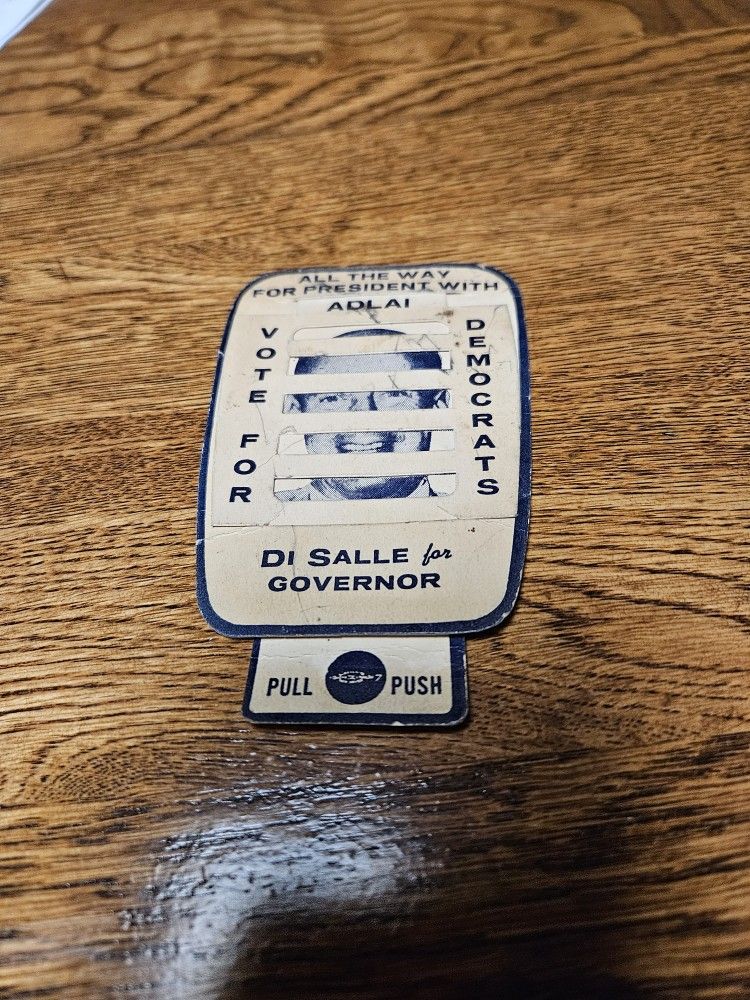 ALL THE WAY
FOR PRESIDENT WITH
ADLAI
VOTE FOR
DEMOCRATS
DI SALLE for
GOVERNOR
PULL PUSH